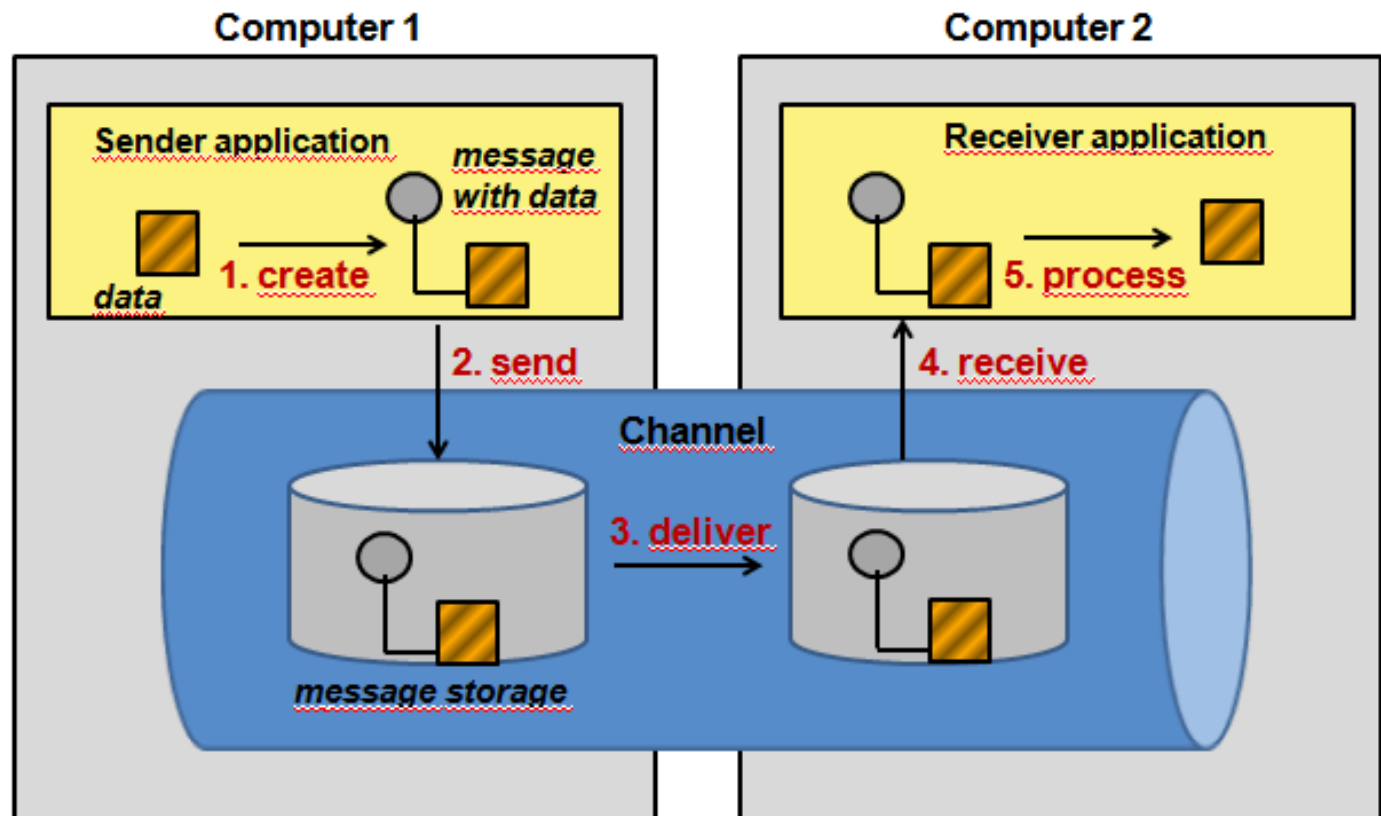 Computer 1
Computer 2
Sender application
message
with data
data
1. create
Receiver application
5. process
2. send
4. receive
Channel
3. deliver
message storage